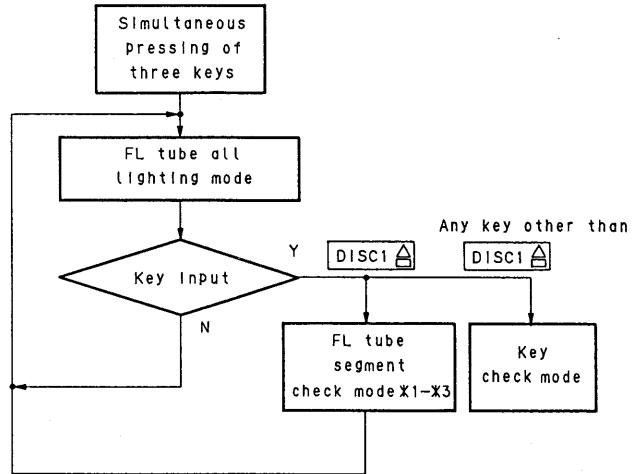 Simultaneous
pressing of
three keys
FL tube all
lighting mode
Key Input
Y
N
DISC1
Any key other than
DISC1
FL tube
segment
check mode ※1-※3
Key
check mode